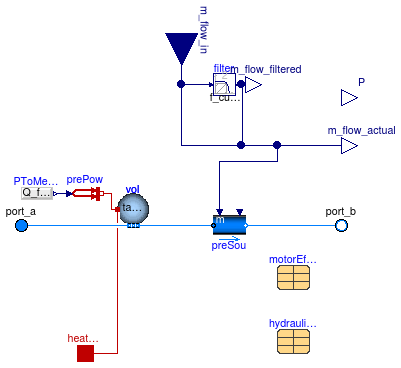 m_flow_in
filter
m_flow_filtered
f_cu...
P
m_flow_actual
PToMe...
prePow
vol
Q_f...
ta...
port_a
port_b
m
preSou
motorEf...
hydrauli...
heat...